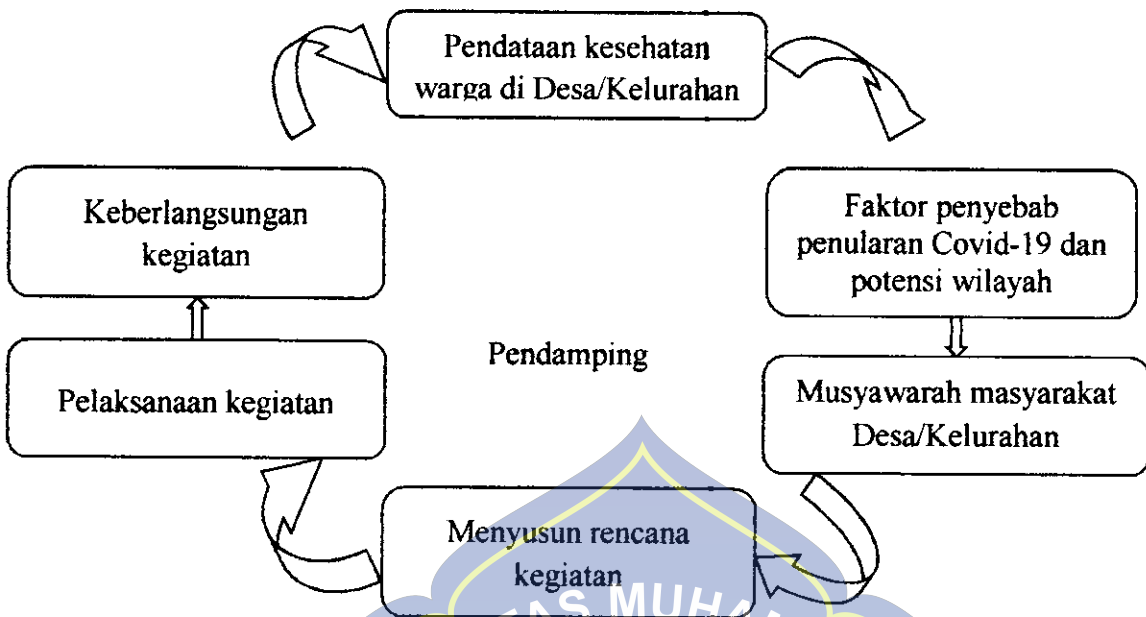 Pendataan kesehatan
warga di Desa/Kelurahan
Faktor penyebab
penularan Covid-19 dan
potensi wilayah
Musyawarah masyarakat
Desa/Kelurahan
Menyusun rencana
kegiatan
Pelaksanaan kegiatan
Keberlangsungan
kegiatan
Pendamping